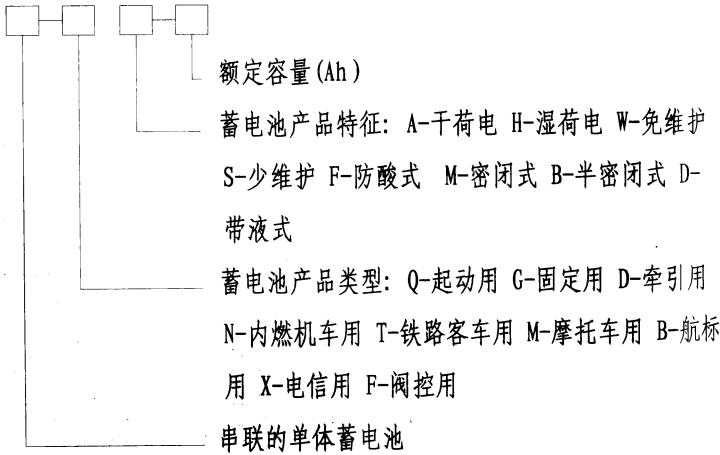 额定容量(Ah)
蓄电池产品特征: A-干荷电 H-湿荷电 W-免维护
S-少维护 F-防酸式 M-密闭式 B-半密闭式 D-
带液式
蓄电池产品类型: Q-起动用 G-固定用 D-牵引用
N-内燃机车用 T-铁路客车用 M-摩托车用 B-航标
用 X-电信用 F-阀控用
串联的单体蓄电池